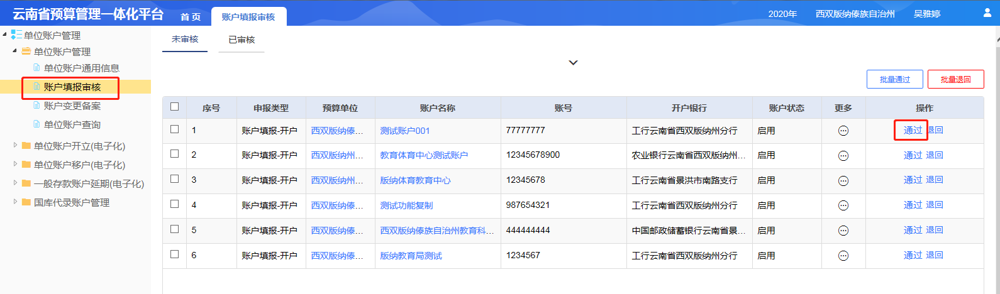 云南省预算管理一体化平台 首 页 账户填报审核 2020年 西双版纳傣族自治州 吴雅婷
单位账户管理
单位账户管理
单位账户通用信息
账户填报审核
账户变更备案
单位账户查询
单位账户开立(电子化)
单位账户移户(电子化)
一般存款账户延期(电子化)
国库代录账户管理
未审核 已审核
批量通过 批量退回
序号 申报类型 预算单位 账户名称 账号 开户银行 账户状态 更多 操作
1 账户填报-开户 西双版纳傣... 测试账户001 77777777 工行云南省西双版纳州分行 启用 通过 退回
2 账户填报-开户 西双版纳州... 教育体育中心测试账户 12345678900 农业银行云南省西双版纳州... 启用 通过 退回
3 账户填报-开户 西双版纳州... 版纳体育教育中心 12345678 工行云南省景洪市南路支行 启用 通过 退回
4 账户填报-开户 西双版纳傣... 测试功能复制 987654321 工行云南省西双版纳州分行 启用 通过 退回
5 账户填报-开户 西双版纳傣... 西双版纳傣族自治州教育科... 444444444 中国邮政储蓄银行云南省景... 启用 通过 退回
6 账户填报-开户 西双版纳傣... 版纳教育局测试 1234567 工行云南省西双版纳州分行 启用 通过 退回